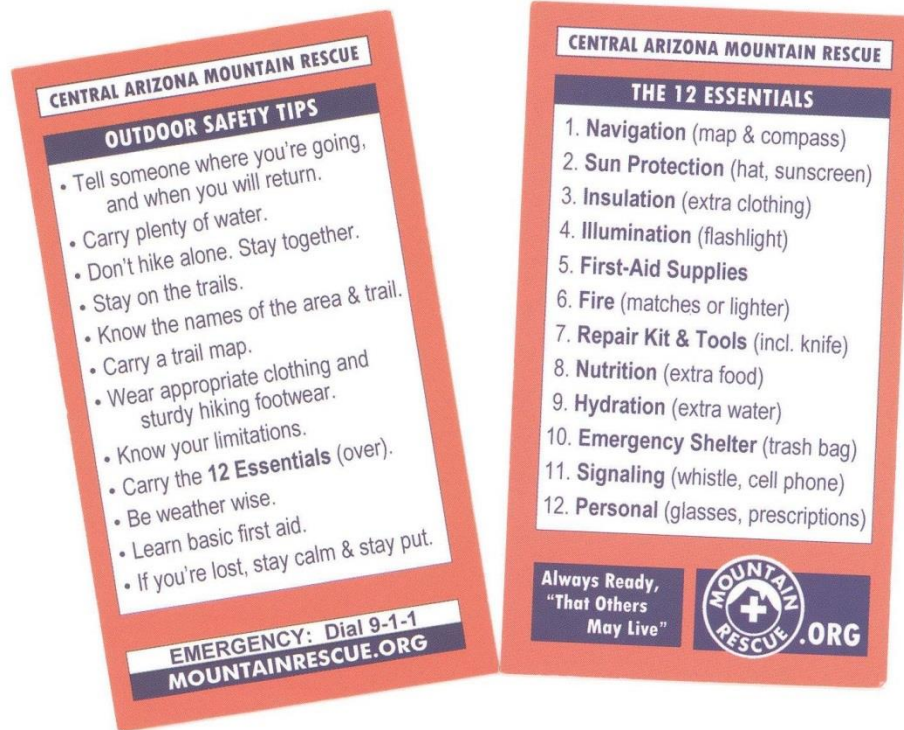 CENTRAL ARIZONA MOUNTAIN RESCUE
OUTDOOR SAFETY TIPS
• Tell someone where you're going,
and when you will return.
• Carry plenty of water.
• Don't hike alone. Stay together.
• Stay on the trails.
• Know the names of the area & trail.
• Carry a trail map.
• Wear appropriate clothing and
sturdy hiking footwear.
• Know your limitations.
• Carry the 12 Essentials (over).
• Be weather wise.
• Learn basic first aid.
• If you're lost, stay calm & stay put.
EMERGENCY: Dial 9-1-1
MOUNTAINRESCUE.ORG
CENTRAL ARIZONA MOUNTAIN RESCUE
THE 12 ESSENTIALS
1. Navigation (map & compass)
2. Sun Protection (hat, sunscreen)
3. Insulation (extra clothing)
4. Illumination (flashlight)
5. First-Aid Supplies
6. Fire (matches or lighter)
7. Repair Kit & Tools (incl. knife)
8. Nutrition (extra food)
9. Hydration (extra water)
10. Emergency Shelter (trash bag)
11. Signaling (whistle, cell phone)
12. Personal (glasses, prescriptions)
Always Ready,
"That Others
May Live"
MOUNTAIN
RESCUE
.ORG